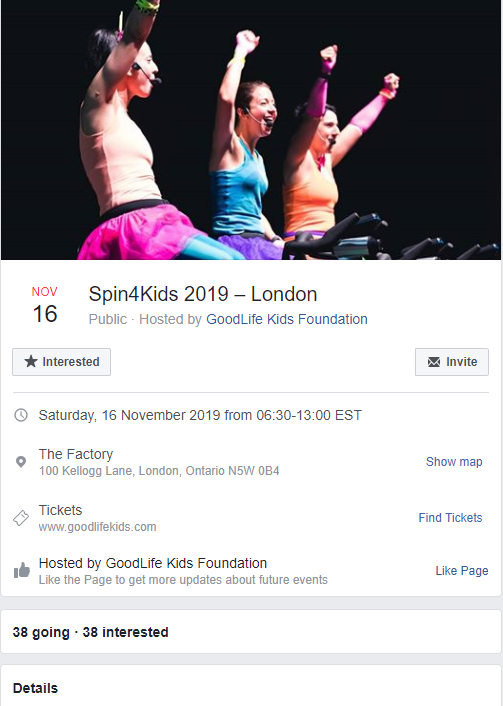 NOV
16
Spin4Kids 2019 – London
Public · Hosted by GoodLife Kids Foundation
Interested
Invite
Saturday, 16 November 2019 from 06:30-13:00 EST
The Factory
100 Kellogg Lane, London, Ontario N5W 0B4
Show map
Tickets
www.goodlifekids.com
Find Tickets
Hosted by GoodLife Kids Foundation
Like the Page to get more updates about future events
Like Page
38 going · 38 interested
Details